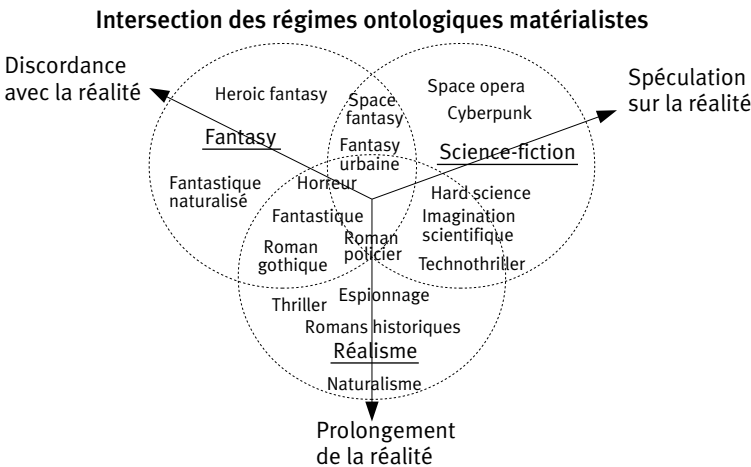 Intersection des régimes ontologiques matérialistes
Discordance
avec la réalité
Spéculation
sur la réalité
Heroic fantasy
Space
fantasy
Space opera
Cyberpunk
Fantasy
Fantasy
urbaine
Science-fiction
Fantastique
naturalisé
Horreur
Hard science
Fantastique
Imagination
scientifique
Roman
gothique
Roman
policier
Technothriller
Thriller
Espionnage
Romans historiques
Réalisme
Naturalisme
Prolongement
de la réalité